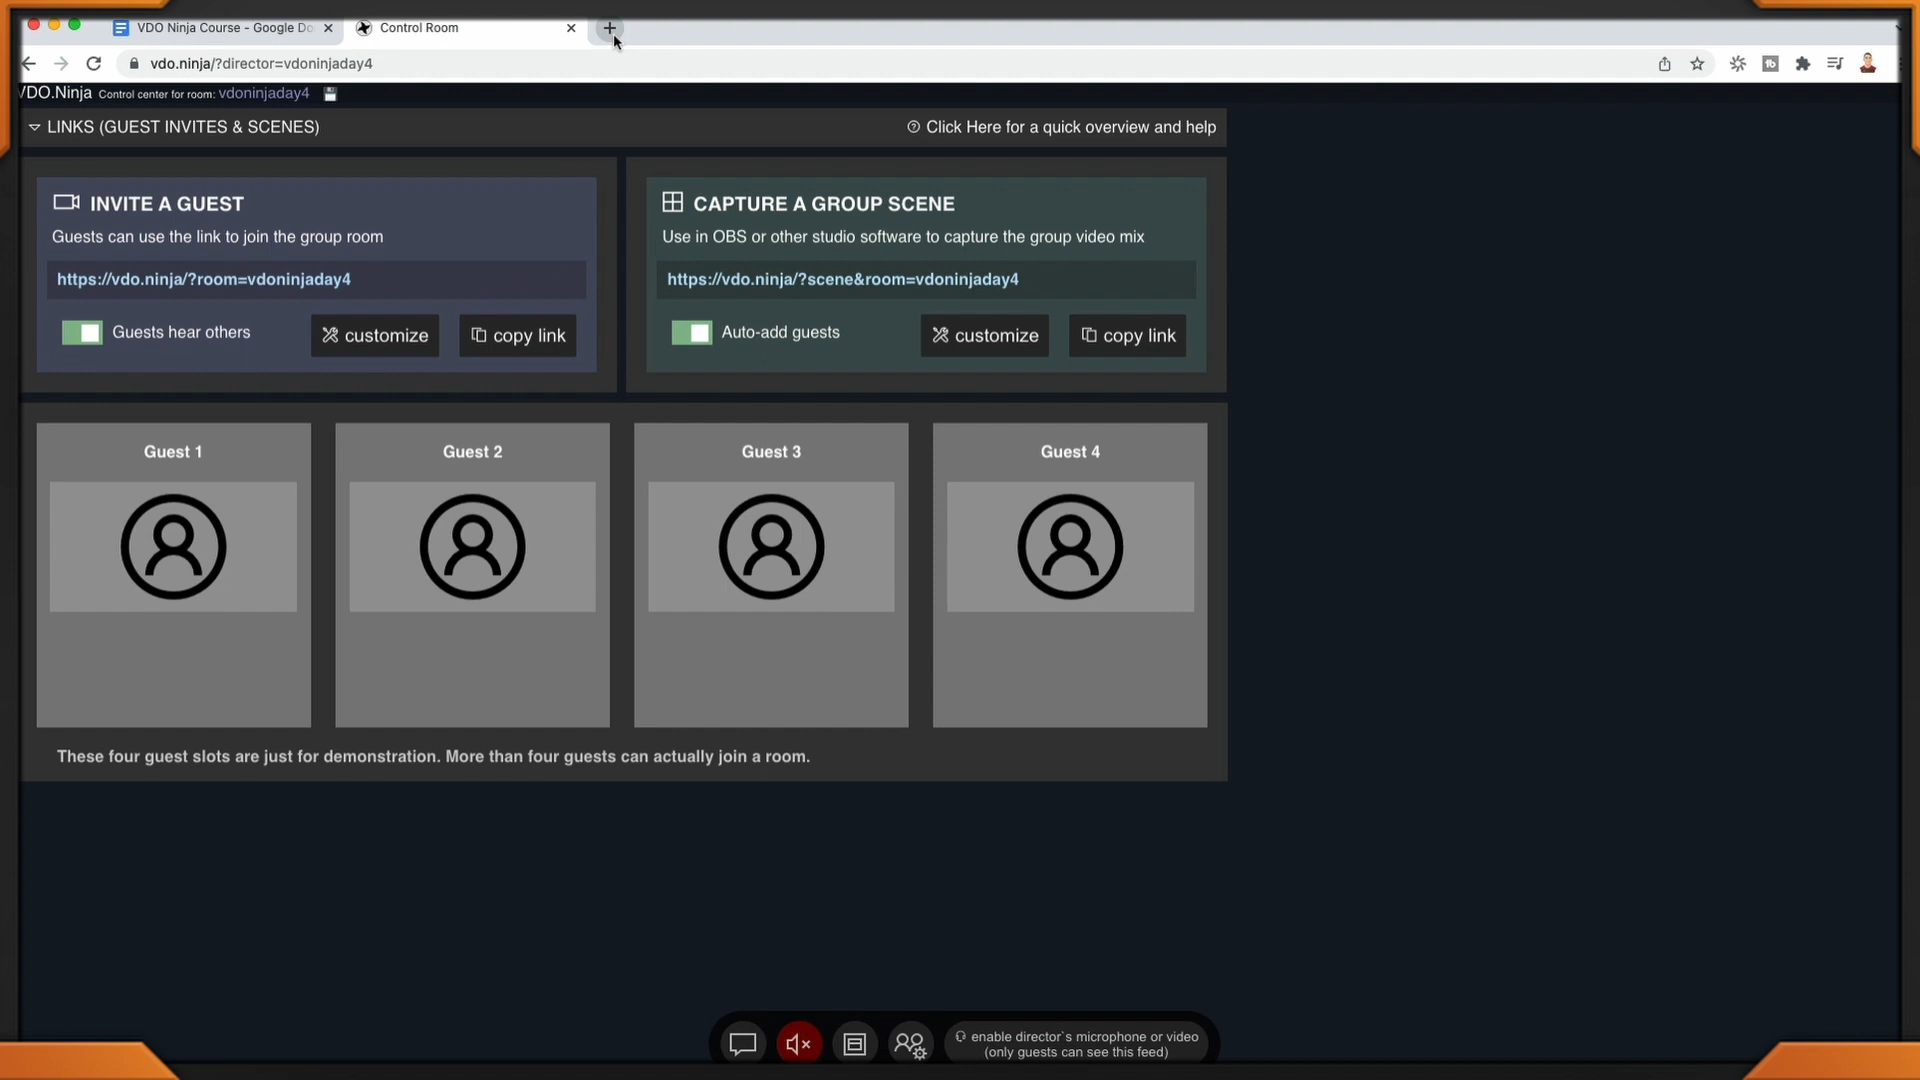 VDO Ninja Course - Google Do
Control Room
vdo.ninja/?director=vdoninjaday4
VDO.Ninja Control center for room: vdoninjaday4
LINKS (GUEST INVITES & SCENES)
Click Here for a quick overview and help
INVITE A GUEST
Guests can use the link to join the group room
https://vdo.ninja/?room=vdoninjaday4
Guests hear others
customize
copy link
CAPTURE A GROUP SCENE
Use in OBS or other studio software to capture the group video mix
https://vdo.ninja/?scene&room=vdoninjaday4
Auto-add guests
customize
copy link
Guest 1
Guest 2
Guest 3
Guest 4
These four guest slots are just for demonstration. More than four guests can actually join a room.
enable director`s microphone or video
(only guests can see this feed)